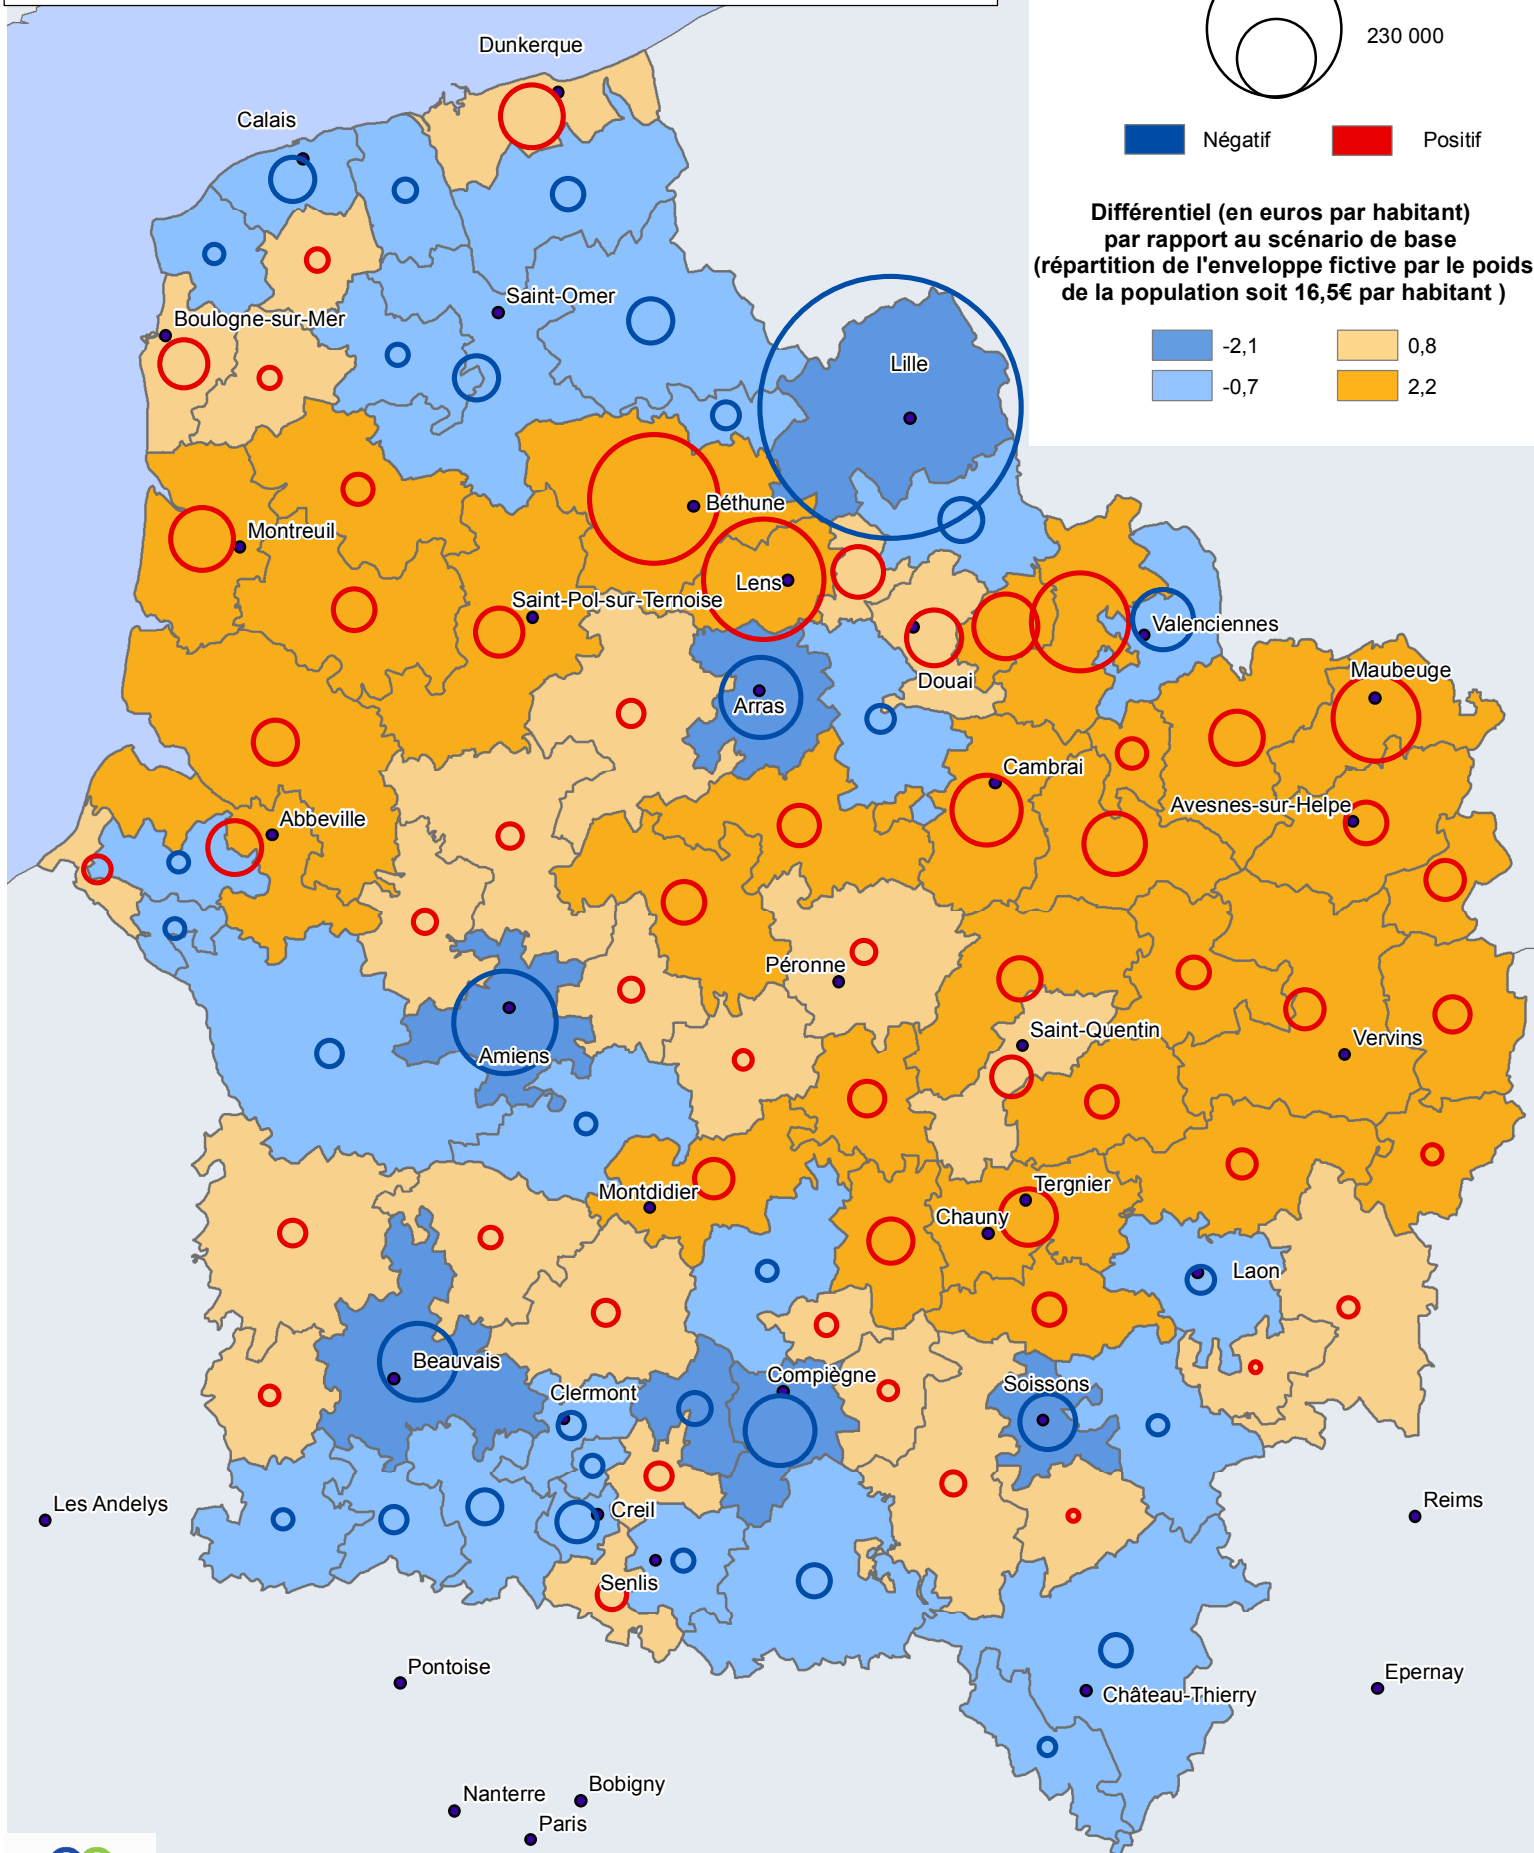 230 000
Négatif
Positif
Différentiel (en euros par habitant)
par rapport au scénario de base
(répartition de l'enveloppe fictive par le poids
de la population soit 16,5€ par habitant )
-2,1
0,8
-0,7
2,2
Dunkerque
Calais
Saint-Omer
Boulogne-sur-Mer
Lille
Béthune
Montreuil
Lens
Saint-Pol-sur-Ternoise
Valenciennes
Douai
Maubeuge
Arras
Cambrai
Avesnes-sur-Helpe
Abbeville
Péronne
Saint-Quentin
Vervins
Amiens
Montdidier
Tergnier
Chauny
Laon
Beauvais
Compiègne
Clermont
Soissons
Les Andelys
Creil
Reims
Senlis
Pontoise
Epernay
Château-Thierry
Nanterre
Bobigny
Paris